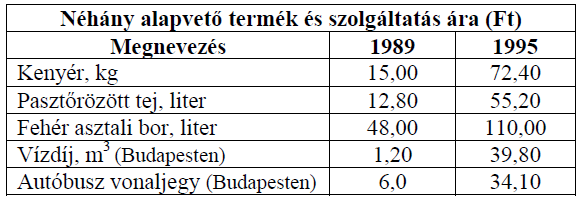 Néhány alapvető termék és szolgáltatás ára (Ft)
Megnevezés 1989 1995
Kenyér, kg 15,00 72,40
Pasztőrözött tej, liter 12,80 55,20
Fehér asztali bor, liter 48,00 110,00
Vízdíj, m³ (Budapesten) 1,20 39,80
Autóbusz vonaljegy (Budapesten) 6,0 34,10